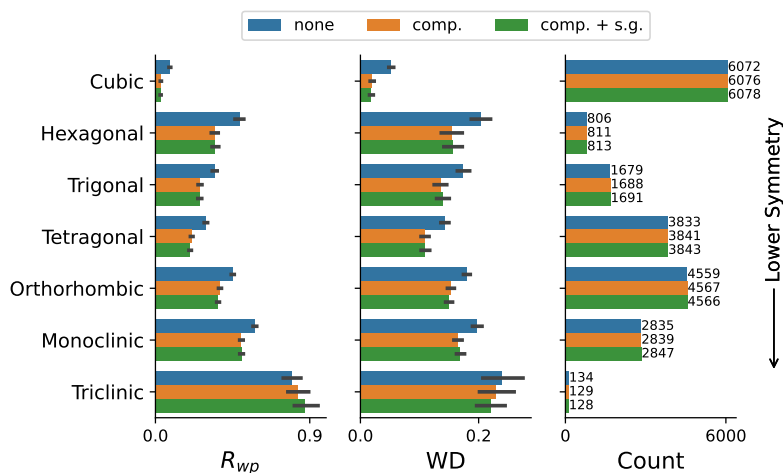 none comp. comp. + s.g.
Cubic
Hexagonal
Trigonal
Tetragonal
Orthorhombic
Monoclinic
Triclinic
6072
6076
6078
806
811
813
1679
1688
1691
3833
3841
3843
4559
4567
4566
2835
2839
2847
134
129
128
Lower Symmetry
0.0 0.9
0.0 0.2
0 6000
R_{wp}
WD
Count